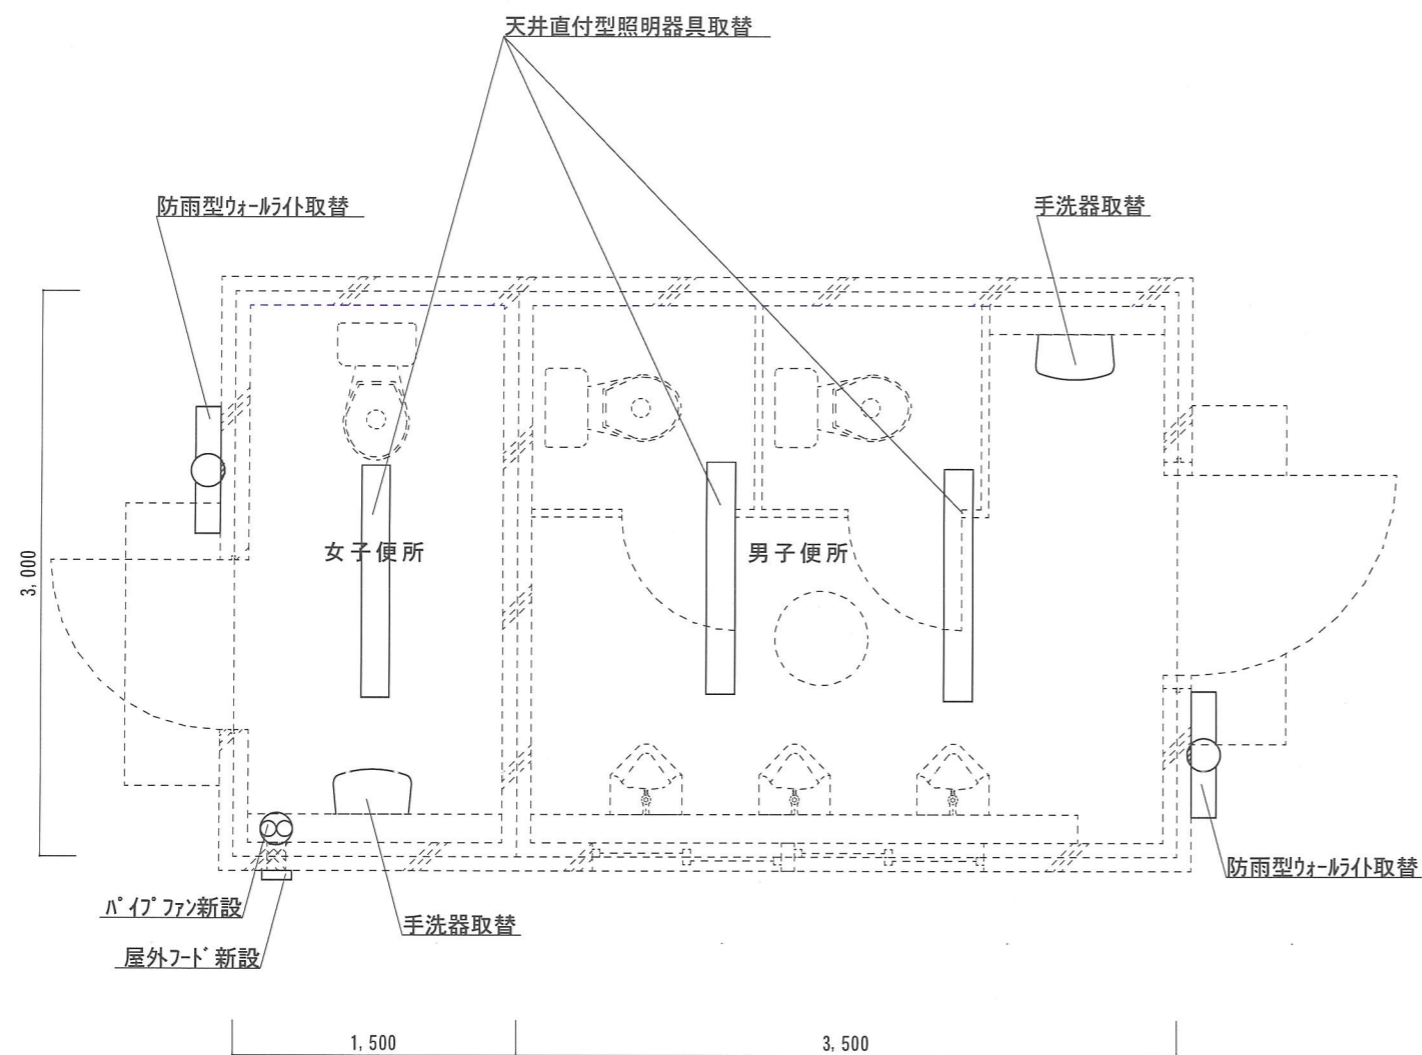 天井直付型照明器具取替
防雨型ｳｫｰﾙﾗｲﾄ取替
手洗器取替
3,000
女子便所
男子便所
防雨型ｳｫｰﾙﾗｲﾄ取替
ﾊﾟｲﾌﾟﾌｧﾝ新設
手洗器取替
屋外ﾌｰﾄﾞ新設
1,500
3,500